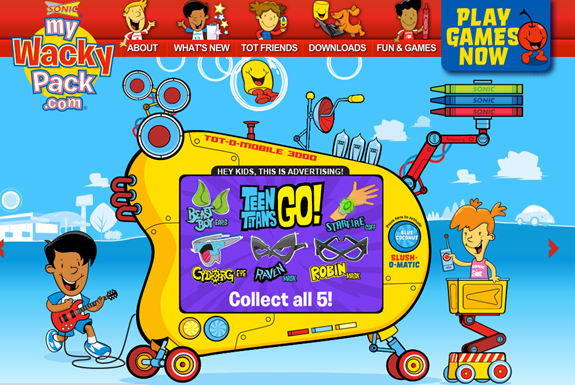 SONIC
my
Wacky
Pack
.com
ABOUT
WHAT'S NEW
TOT FRIENDS
DOWNLOADS
FUN & GAMES
PLAY
GAMES
NOW
SONIC
SONIC
SONIC
TOT-O-MOBILE 3000
HEY KIDS, THIS IS ADVERTISING!
BEAST BOY EARS
TEEN TITANS GO!
STARFIRE CUFF
CYBORG EYE
RAVEN MASK
ROBIN MASK
Collect all 5!
BLUE
COCONUT
SLUSH-
O-MATIC